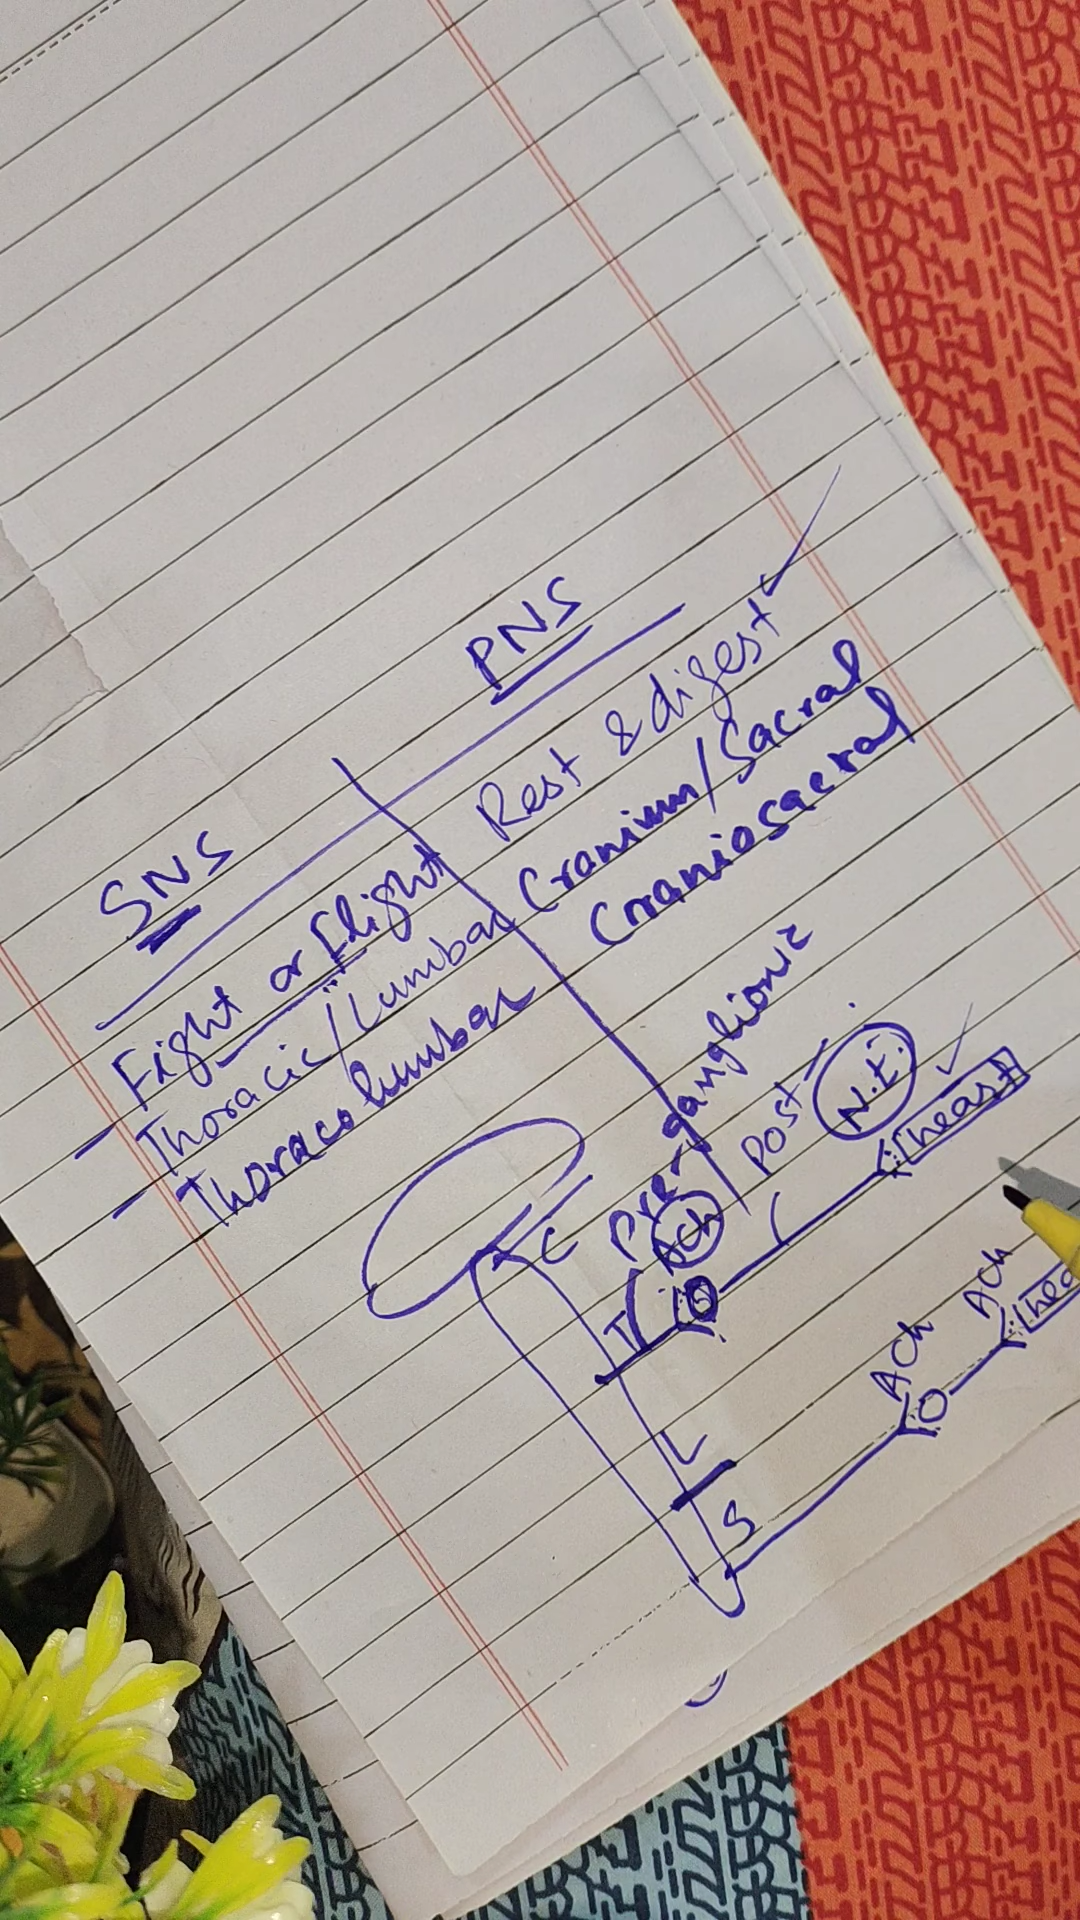 SNS
PNS
Fight or Flight
Rest & digest
Thoracic/Lumbar
Cranium/Sacral
Thoracolumbar
Craniosacral
Pre-ganglionic
Post-
N.E.
ACh
heart
C
T
L
S
ACh
ACh
hea